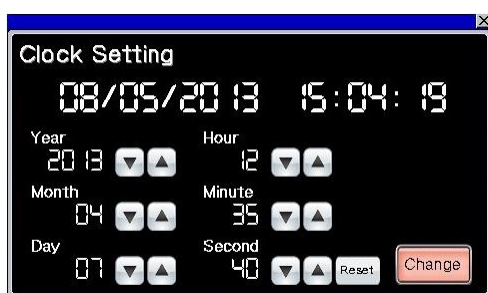 Clock Setting
08/05/2013 15:04:19
Year Hour
2013 12
Month Minute
04 35
Day Second
07 40 Reset Change